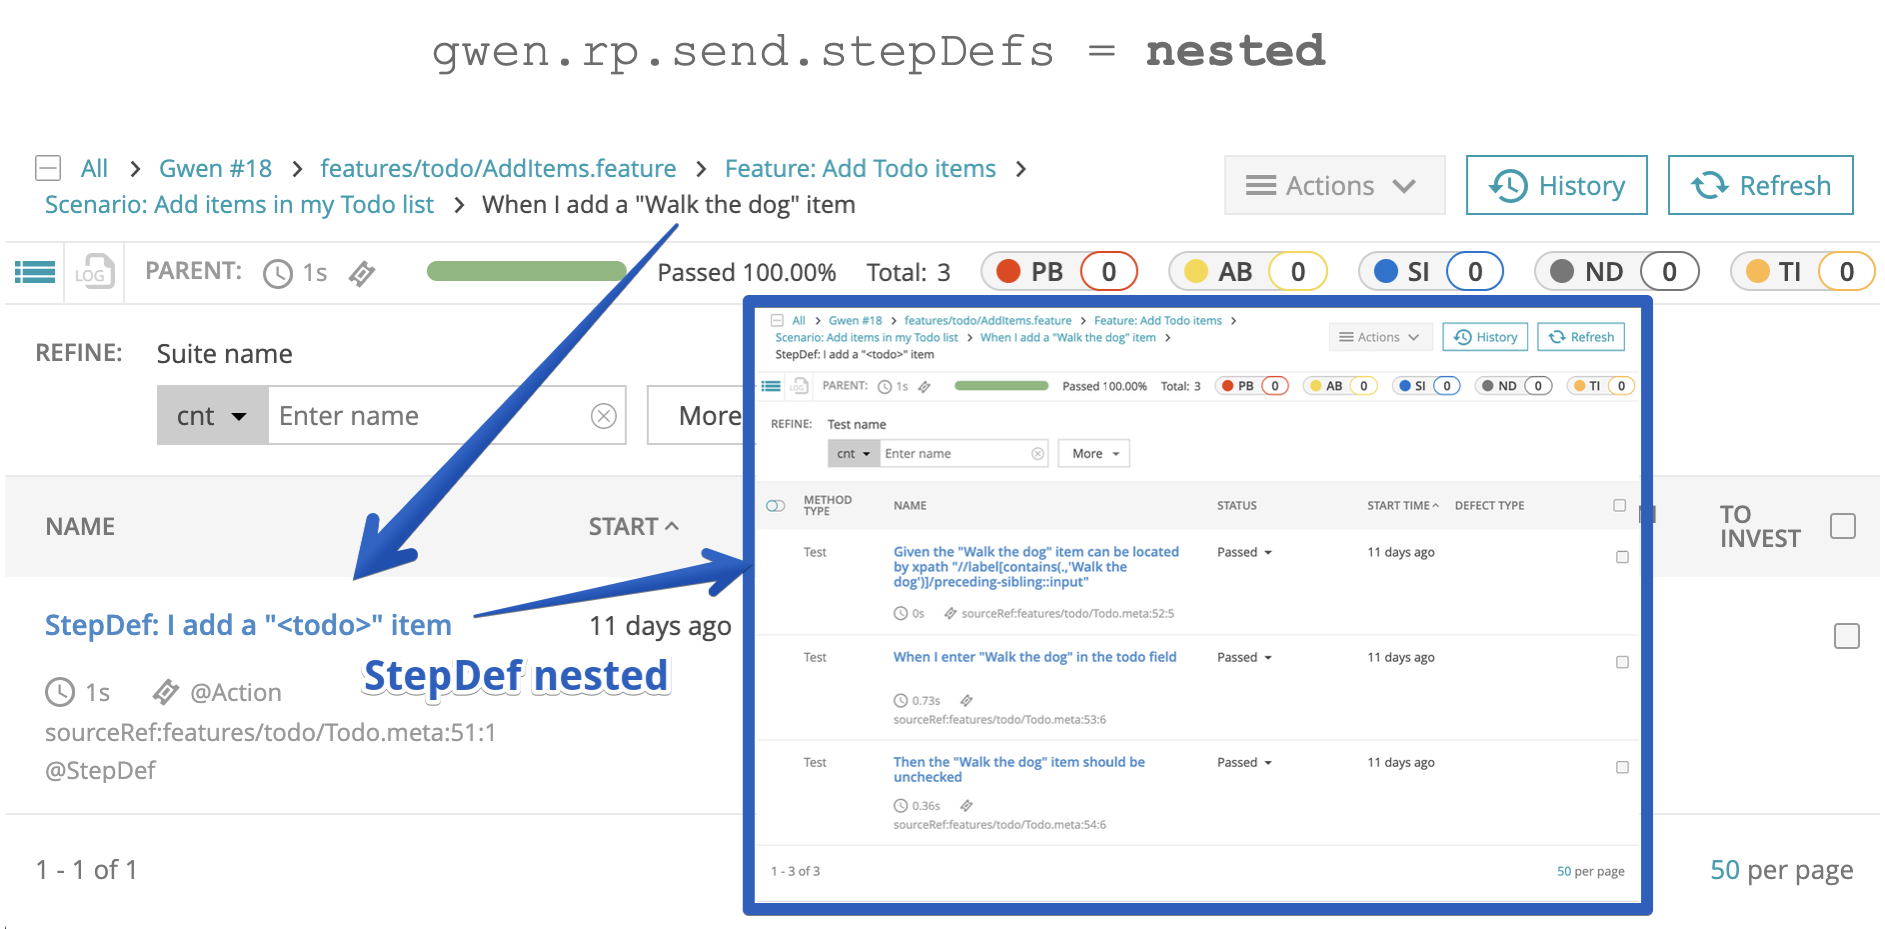 gwen.rp.send.stepDefs = nested
All > Gwen #18 > features/todo/AddItems.feature > Feature: Add Todo items >
Scenario: Add items in my Todo list > When I add a "Walk the dog" item
Actions
History
Refresh
LOG PARENT: 1s Passed 100.00% Total: 3 PB 0 AB 0 SI 0 ND 0 TI 0
REFINE: Suite name
cnt Enter name More
NAME START TO
INVEST
StepDef: I add a "<todo>" item 11 days ago
StepDef nested
1s @Action
sourceRef:features/todo/Todo.meta:51:1
@StepDef
1 - 1 of 1
50 per page
All > Gwen #18 > features/todo/AddItems.feature > Feature: Add Todo items >
Scenario: Add items in my Todo list > When I add a "Walk the dog" item >
StepDef: I add a "<todo>" item
Actions
History
Refresh
LOG PARENT: 1s Passed 100.00% Total: 3 PB 0 AB 0 SI 0 ND 0 TI 0
REFINE: Test name
cnt Enter name More
METHOD
TYPE NAME STATUS START TIME DEFECT TYPE
Test Given the "Walk the dog" item can be located Passed 11 days ago
by xpath "//label[contains(.,'Walk the
dog')]/preceding-sibling::input"
0s sourceRef:features/todo/Todo.meta:52:5
Test When I enter "Walk the dog" in the todo field Passed 11 days ago
0.73s
sourceRef:features/todo/Todo.meta:53:6
Test Then the "Walk the dog" item should be Passed 11 days ago
unchecked
0.36s
sourceRef:features/todo/Todo.meta:54:6
1 - 3 of 3
50 per page